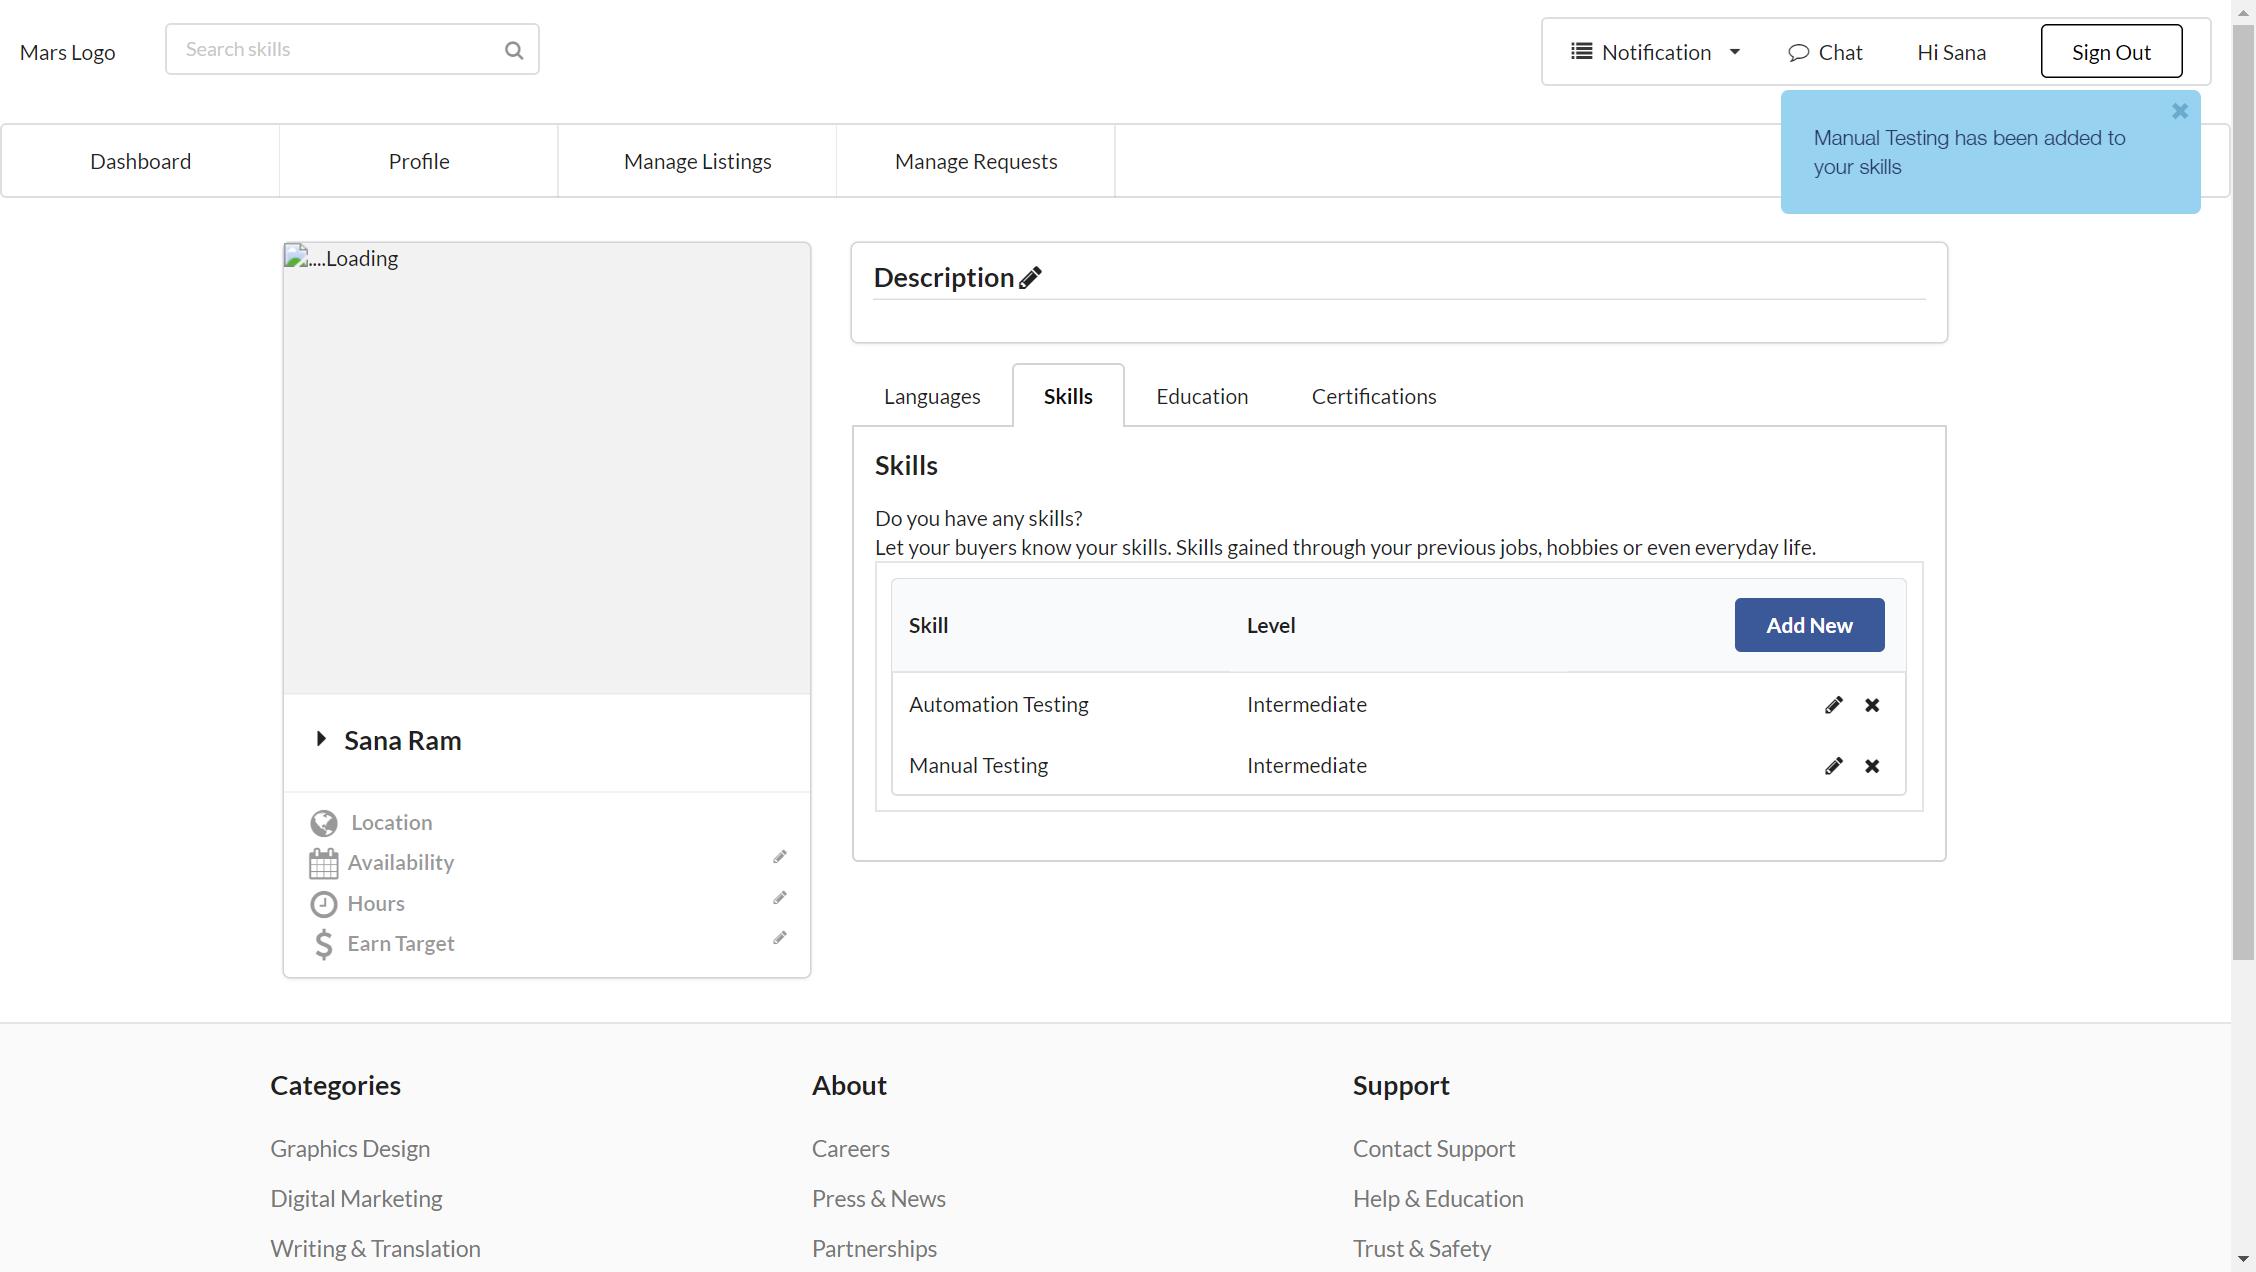 Mars Logo
Search skills
Notification
Chat
Hi Sana
Sign Out
Manual Testing has been added to
your skills
Dashboard
Profile
Manage Listings
Manage Requests
....Loading
Description
Languages
Skills
Education
Certifications
Skills
Do you have any skills?
Let your buyers know your skills. Skills gained through your previous jobs, hobbies or even everyday life.
Skill
Level
Add New
Automation Testing
Intermediate
Manual Testing
Intermediate
Sana Ram
Location
Availability
Hours
Earn Target
Categories
Graphics Design
Digital Marketing
Writing & Translation
About
Careers
Press & News
Partnerships
Support
Contact Support
Help & Education
Trust & Safety